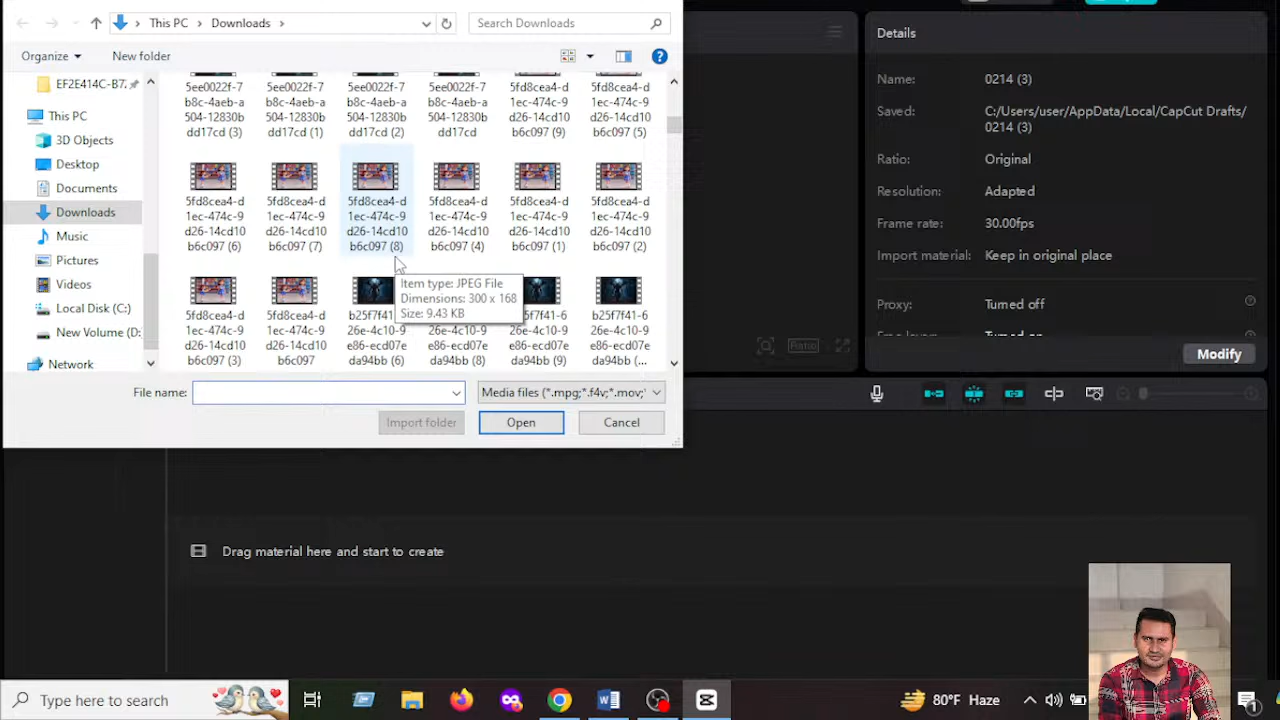 This PC
Downloads
Search Downloads
Organize
New folder
EF2E414C-B7
This PC
3D Objects
Desktop
Documents
Downloads
Music
Pictures
Videos
Local Disk (C:)
New Volume (D:
Network
5ee0022f-7
b8c-4aeb-a
504-12830b
dd17cd (3)
5ee0022f-7
b8c-4aeb-a
504-12830b
dd17cd (1)
5ee0022f-7
b8c-4aeb-a
504-12830b
dd17cd (2)
5ee0022f-7
b8c-4aeb-a
504-12830b
dd17cd
5fd8cea4-d
1ec-474c-9
d26-14cd10
b6c097 (9)
5fd8cea4-d
1ec-474c-9
d26-14cd10
b6c097 (5)
5fd8cea4-d
1ec-474c-9
d26-14cd10
b6c097 (6)
5fd8cea4-d
1ec-474c-9
d26-14cd10
b6c097 (7)
5fd8cea4-d
1ec-474c-9
d26-14cd10
b6c097 (8)
5fd8cea4-d
1ec-474c-9
d26-14cd10
b6c097 (4)
5fd8cea4-d
1ec-474c-9
d26-14cd10
b6c097 (1)
5fd8cea4-d
1ec-474c-9
d26-14cd10
b6c097 (2)
5fd8cea4-d
1ec-474c-9
d26-14cd10
b6c097 (3)
5fd8cea4-d
1ec-474c-9
d26-14cd10
b6c097
b25f7f41-6
26e-4c10-9
e86-ecd07e
da94bb (6)
26e-4c10-9
e86-ecd07e
da94bb (8)
41-6
26e-4c10-9
e86-ecd07e
da94bb (9)
b25f7f41-6
26e-4c10-9
e86-ecd07e
da94bb (...
Item type: JPEG File
Dimensions: 300 x 168
Size: 9.43 KB
File name:
Media files (*.mpg;*.f4v;*.mov;*
Import folder
Open
Cancel
Details
Name: 0214 (3)
Saved: C:/Users/user/AppData/Local/CapCut Drafts/
0214 (3)
Ratio: Original
Resolution: Adapted
Frame rate: 30.00fps
Import material: Keep in original place
Proxy: Turned off
Turned on
Modify
Ratio
Drag material here and start to create
Type here to search
80°F Haze
1